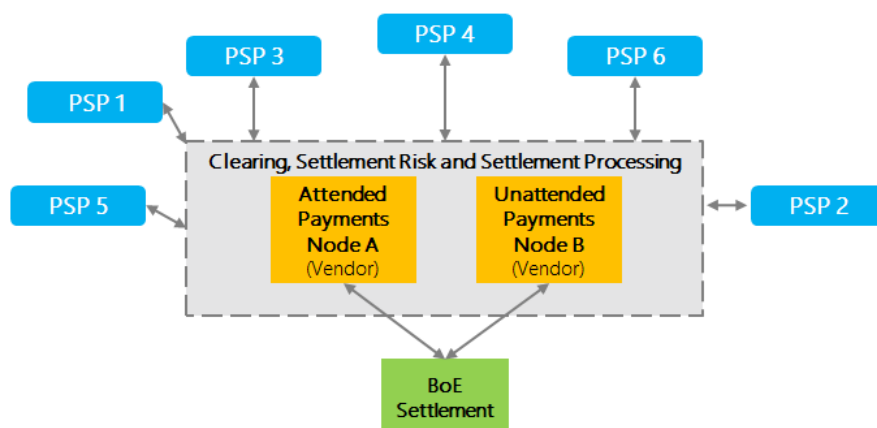 PSP 4
PSP 3
PSP 6
PSP 1
Clearing, Settlement Risk and Settlement Processing
Attended
Payments
Node A
(Vendor)
Unattended
Payments
Node B
(Vendor)
PSP 5
PSP 2
BoE
Settlement